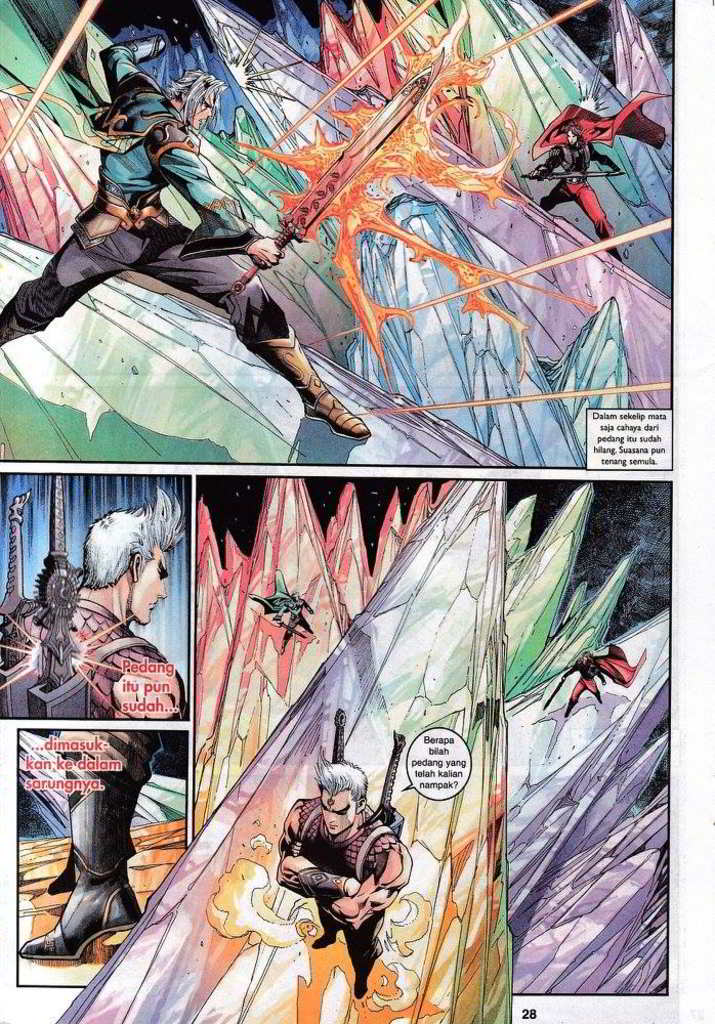 Dalam sekelip mata
saja cahaya dari
pedang itu sudah
hilang. Suasana pun
tenang semula.
Pedang
itu pun
sudah...
...dimasuk-
kan ke dalam
sarungnya.
Berapa
bilah
pedang yang
telah kalian
nampak?
28